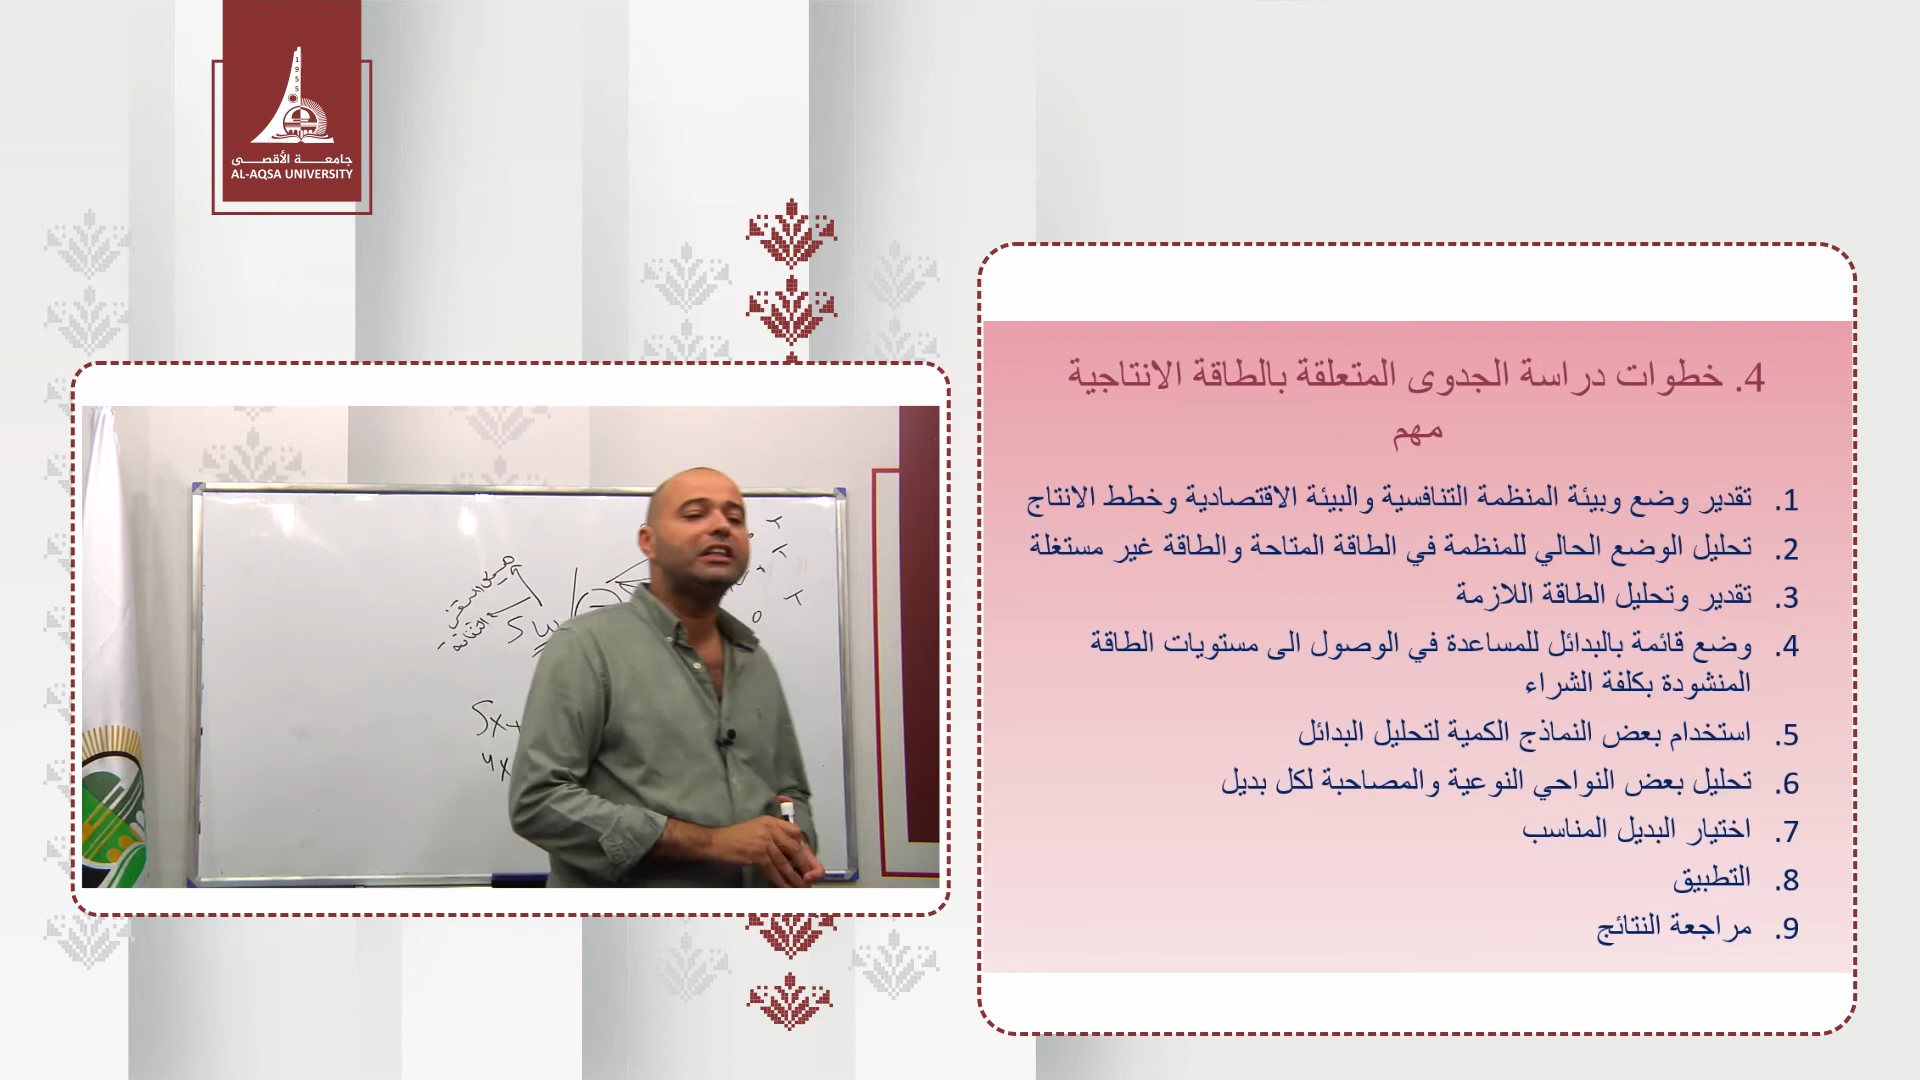 1
9
5
5
جامعة الأقصى
AL-AQSA UNIVERSITY
4. خطوات دراسة الجدوى المتعلقة بالطاقة الانتاجية
مهم
1. تقدير وضع وبيئة المنظمة التنافسية والبيئة الاقتصادية وخطط الانتاج
2. تحليل الوضع الحالي للمنظمة في الطاقة المتاحة والطاقة غير مستغلة
3. تقدير وتحليل الطاقة اللازمة
4. وضع قائمة بالبدائل للمساعدة في الوصول الى مستويات الطاقة
المنشودة بكلفة الشراء
5. استخدام بعض النماذج الكمية لتحليل البدائل
6. تحليل بعض النواحي النوعية والمصاحبة لكل بديل
7. اختيار البديل المناسب
8. التطبيق
9. مراجعة النتائج